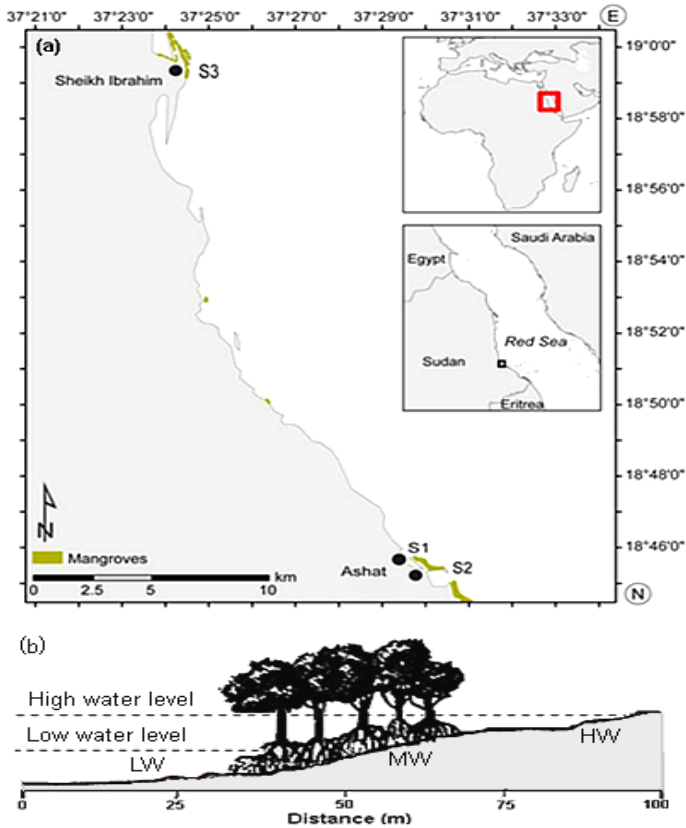 37°21'0" 37°23'0" 37°25'0" 37°27'0" 37°29'0" 37°31'0" 37°33'0" E
(a)
19°0'0"
Sheikh Ibrahim
S3
18°58'0"
18°56'0"
Saudi Arabia
Egypt
18°54'0"
18°52'0"
Red Sea
Sudan
18°50'0"
Eritrea
18°48'0"
N
S1
18°46'0"
Mangroves
Ashat
S2
km
0 2.5 5 10
N
(b)
High water level
Low water level
LW
MW
HW
0 25 50 75 100
Distance (m)